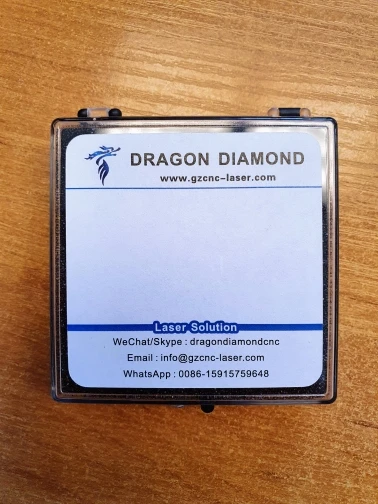 DRAGON DIAMOND
www.gzcnc-laser.com
Laser Solution
WeChat/Skype : dragondiamondcnc
Email : info@gzcnc-laser.com
WhatsApp : 0086-15915759648